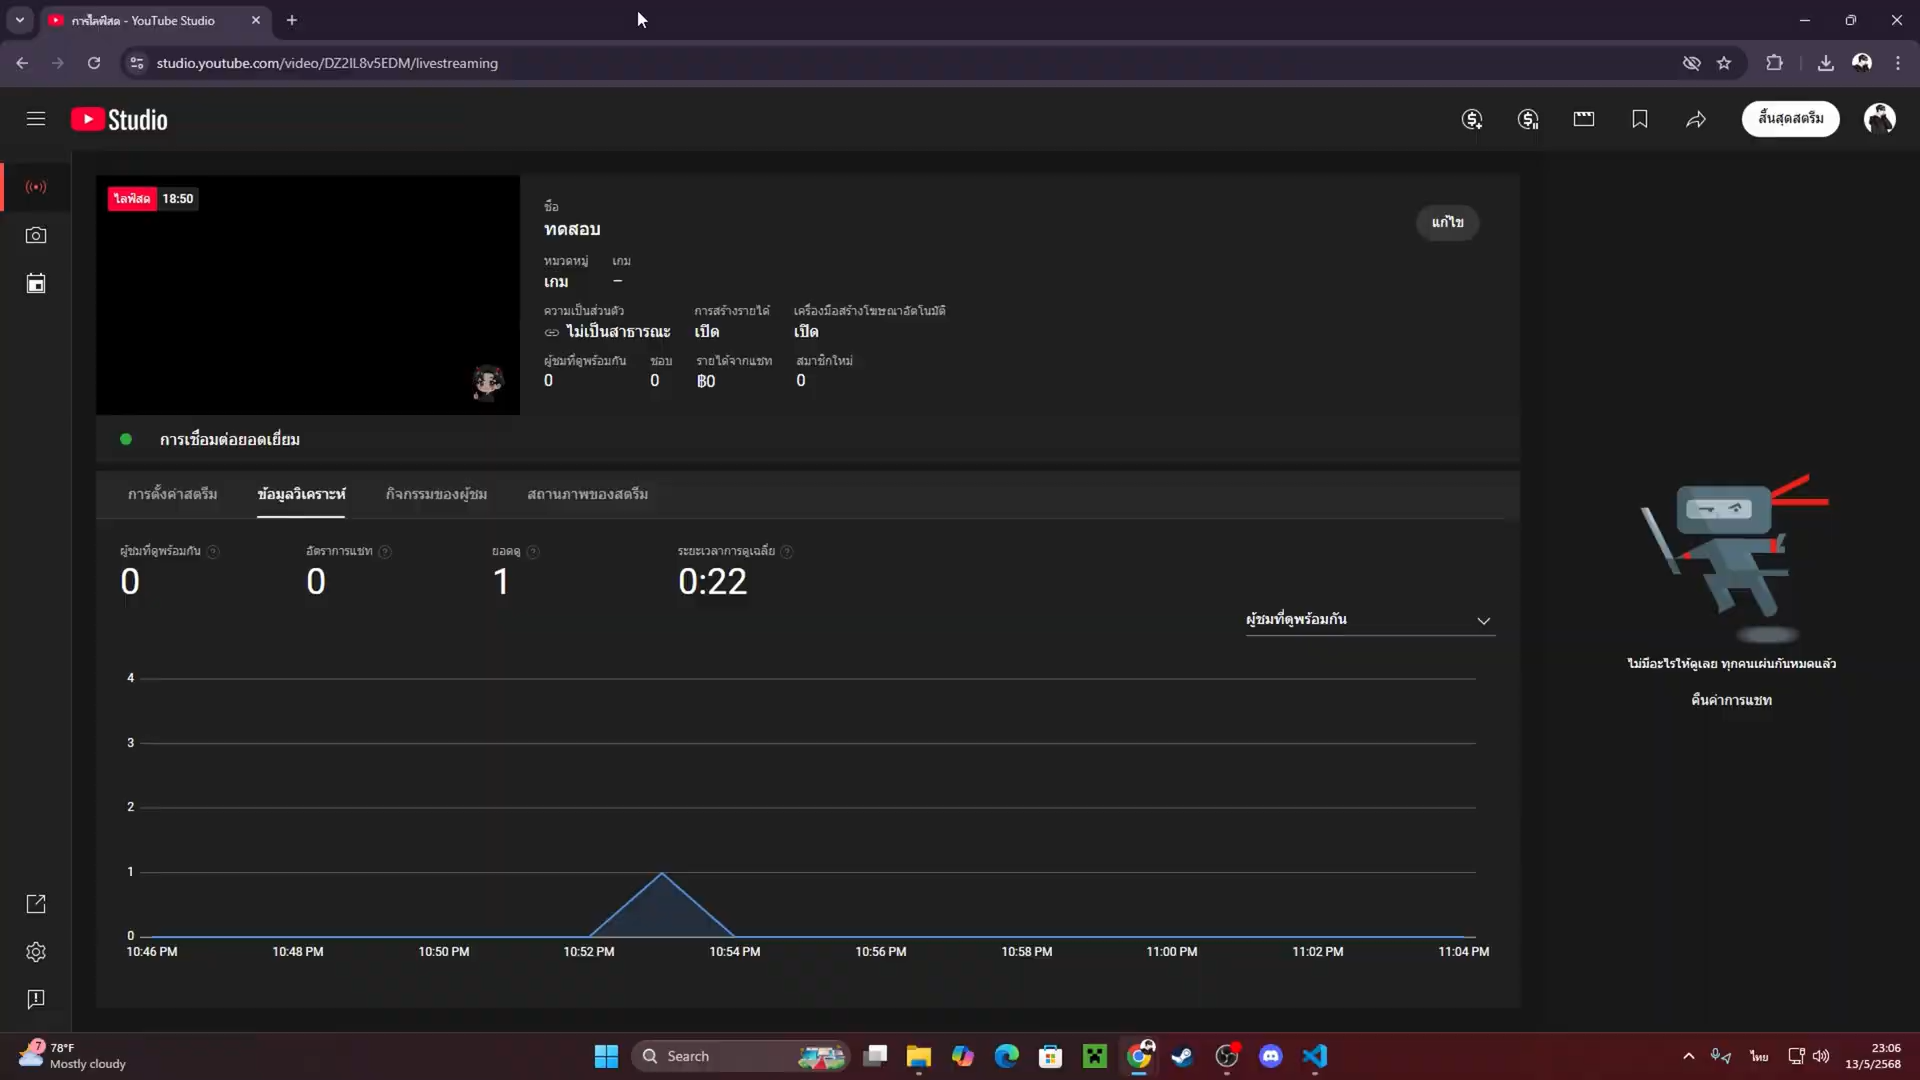 การไลฟ์สด - YouTube Studio
studio.youtube.com/video/DZ2IL8v5EDM/livestreaming
Studio
สิ้นสุดสตรีม
ไลฟ์สด 18:50
ชื่อ
ทดสอบ
แก้ไข
หมวดหมู่ เกม
เกม –
ความเป็นส่วนตัว การสร้างรายได้ เครื่องมือสร้างโฆษณาอัตโนมัติ
ไม่เป็นสาธารณะ เปิด เปิด
ผู้ชมที่ดูพร้อมกัน ชอบ รายได้จากแชท สมาชิกใหม่
0 0 ฿0 0
การเชื่อมต่อยอดเยี่ยม
การตั้งค่าสตรีม ข้อมูลวิเคราะห์ กิจกรรมของผู้ชม สถานภาพของสตรีม
ผู้ชมที่ดูพร้อมกัน อัตราการแชท ยอดดู ระยะเวลาการดูเฉลี่ย
0 0 1 0:22
ผู้ชมที่ดูพร้อมกัน
4
3
2
1
0
10:46 PM 10:48 PM 10:50 PM 10:52 PM 10:54 PM 10:56 PM 10:58 PM 11:00 PM 11:02 PM 11:04 PM
ไม่มีอะไรให้ดูเลย ทุกคนเผ่นกันหมดแล้ว
คืนค่าการแชท
7
78°F
Mostly cloudy
Search
ไทย
23:06
13/5/2568